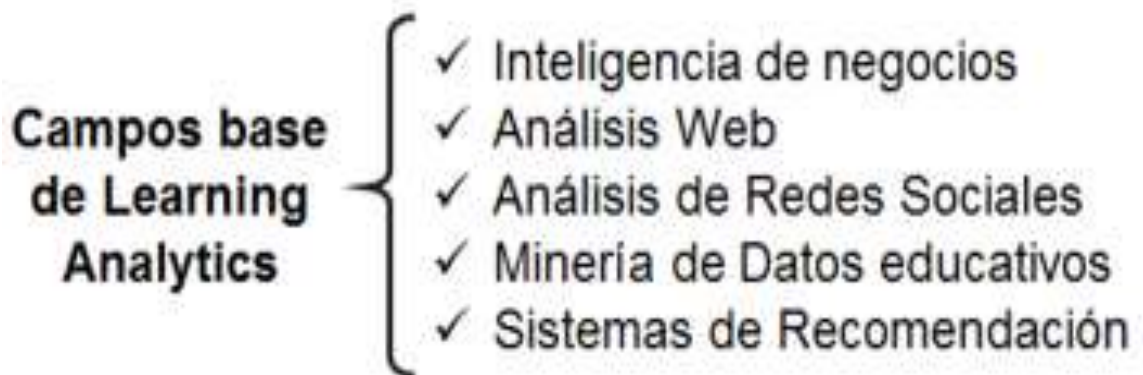 Campos base
de Learning
Analytics
✓ Inteligencia de negocios
✓ Análisis Web
✓ Análisis de Redes Sociales
✓ Minería de Datos educativos
✓ Sistemas de Recomendación